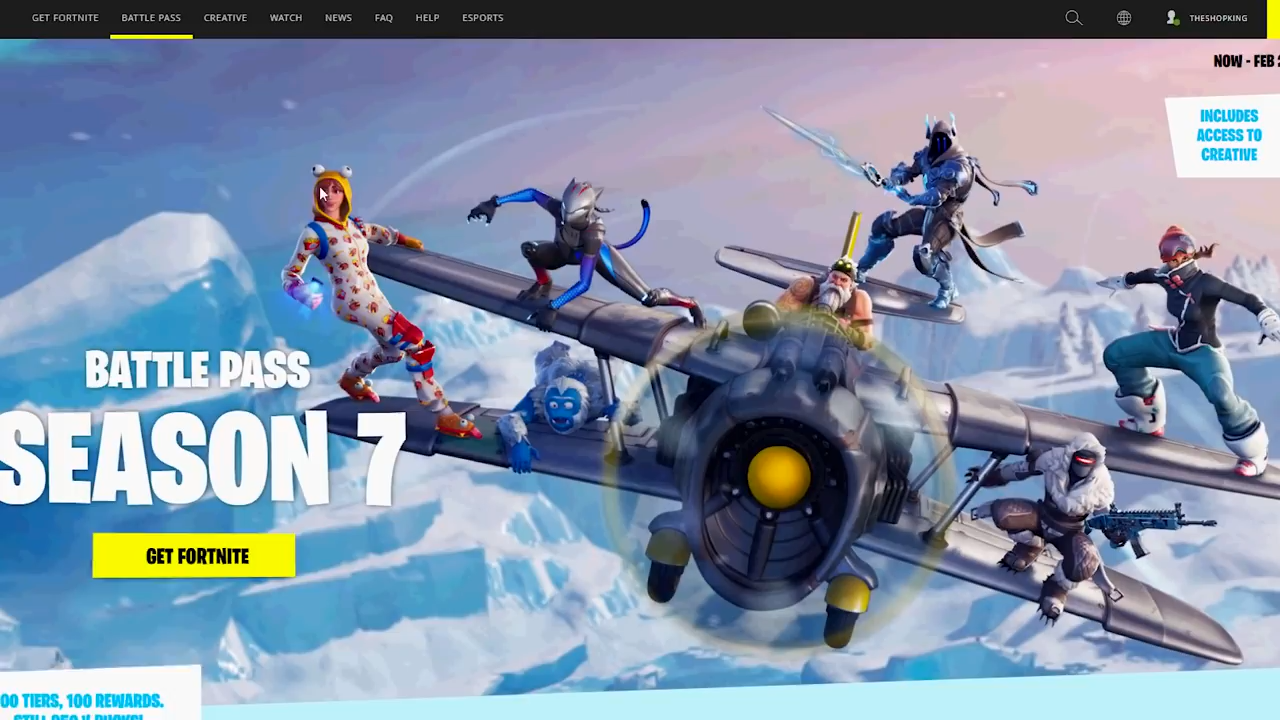 GET FORTNITE BATTLE PASS CREATIVE WATCH NEWS FAQ HELP ESPORTS THESHOPKING
NOW - FEB
INCLUDES
ACCESS TO
CREATIVE
BATTLE PASS
SEASON 7
GET FORTNITE
00 TIERS, 100 REWARDS.